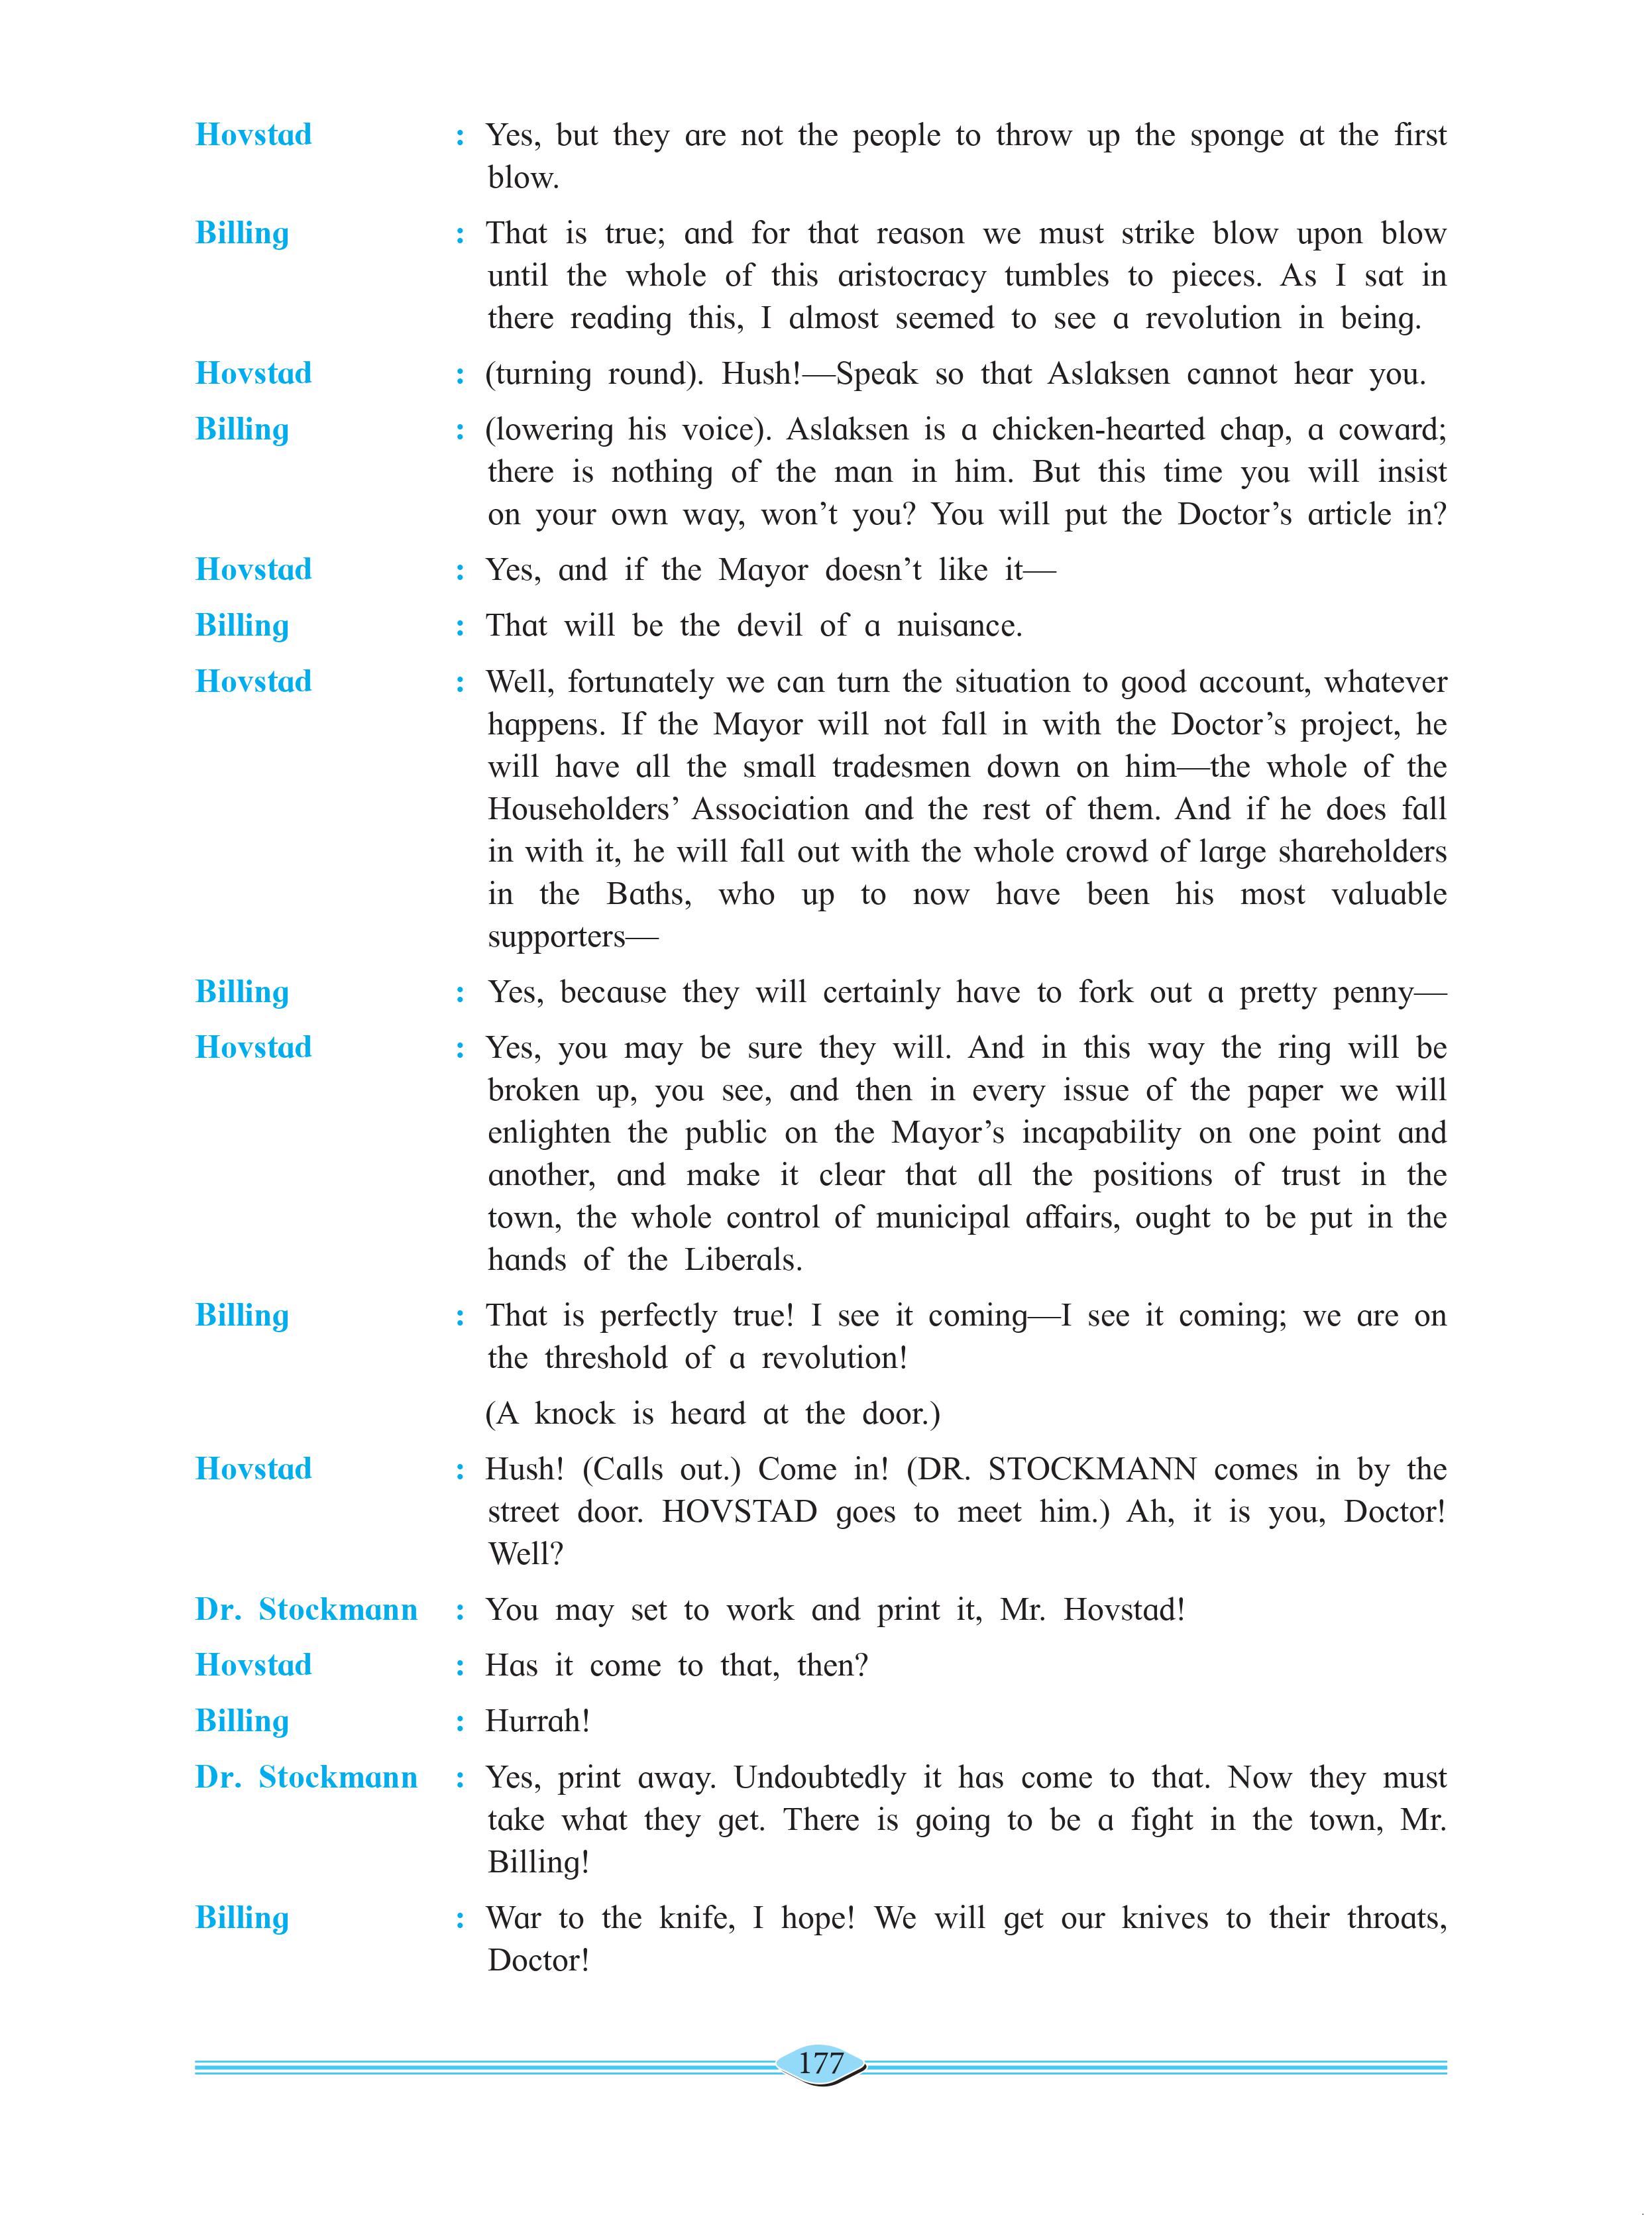 Hovstad : Yes, but they are not the people to throw up the sponge at the first
blow.
Billing : That is true; and for that reason we must strike blow upon blow
until the whole of this aristocracy tumbles to pieces. As I sat in
there reading this, I almost seemed to see a revolution in being.
Hovstad : (turning round). Hush!—Speak so that Aslaksen cannot hear you.
Billing : (lowering his voice). Aslaksen is a chicken-hearted chap, a coward;
there is nothing of the man in him. But this time you will insist
on your own way, won’t you? You will put the Doctor’s article in?
Hovstad : Yes, and if the Mayor doesn’t like it—
Billing : That will be the devil of a nuisance.
Hovstad : Well, fortunately we can turn the situation to good account, whatever
happens. If the Mayor will not fall in with the Doctor’s project, he
will have all the small tradesmen down on him—the whole of the
Householders’ Association and the rest of them. And if he does fall
in with it, he will fall out with the whole crowd of large shareholders
in the Baths, who up to now have been his most valuable
supporters—
Billing : Yes, because they will certainly have to fork out a pretty penny—
Hovstad : Yes, you may be sure they will. And in this way the ring will be
broken up, you see, and then in every issue of the paper we will
enlighten the public on the Mayor’s incapability on one point and
another, and make it clear that all the positions of trust in the
town, the whole control of municipal affairs, ought to be put in the
hands of the Liberals.
Billing : That is perfectly true! I see it coming—I see it coming; we are on
the threshold of a revolution!
(A knock is heard at the door.)
Hovstad : Hush! (Calls out.) Come in! (DR. STOCKMANN comes in by the
street door. HOVSTAD goes to meet him.) Ah, it is you, Doctor!
Well?
Dr. Stockmann : You may set to work and print it, Mr. Hovstad!
Hovstad : Has it come to that, then?
Billing : Hurrah!
Dr. Stockmann : Yes, print away. Undoubtedly it has come to that. Now they must
take what they get. There is going to be a fight in the town, Mr.
Billing!
Billing : War to the knife, I hope! We will get our knives to their throats,
Doctor!
177